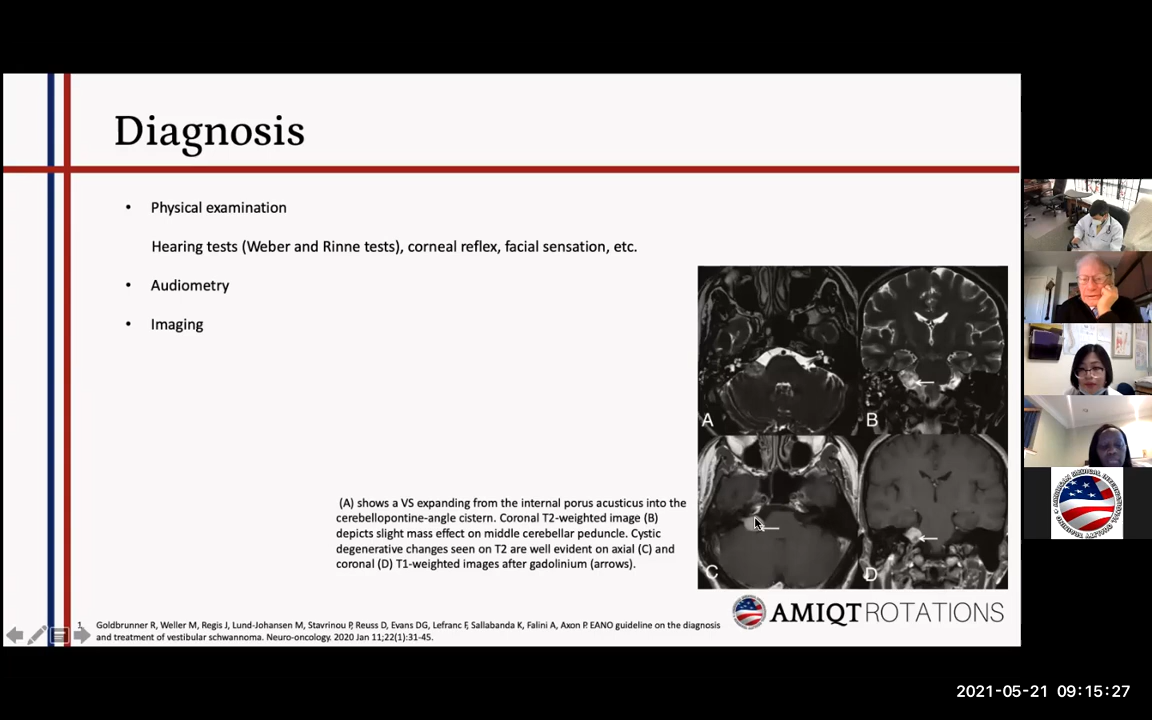 Diagnosis
• Physical examination
Hearing tests (Weber and Rinne tests), corneal reflex, facial sensation, etc.
• Audiometry
• Imaging
A
B
C
D
(A) shows a VS expanding from the internal porus acusticus into the
cerebellopontine-angle cistern. Coronal T2-weighted image (B)
depicts slight mass effect on middle cerebellar peduncle. Cystic
degenerative changes seen on T2 are well evident on axial (C) and
coronal (D) T1-weighted images after gadolinium (arrows).
AMIQTROTATIONS
1 Goldbrunner R, Weller M, Regis J, Lund-Johansen M, Stavrinou P, Reuss D, Evans DG, Lefranc F, Sallabanda K, Falini A, Axon P. EANO guideline on the diagnosis
and treatment of vestibular schwannoma. Neuro-oncology. 2020 Jan 11;22(1):31-45.
2021-05-21 09:15:27